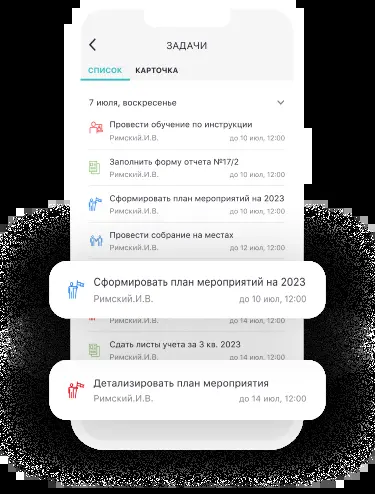 ЗАДАЧИ
СПИСОК КАРТОЧКА
7 июля, воскресенье
Провести обучение по инструкции
Римский.И.В. до 10 июл, 12:00
Заполнить форму отчета №17/2
Римский.И.В. до 10 июл, 12:00
Сформировать план мероприятий на 2023
Римский.И.В. до 10 июл, 12:00
Провести собрание на местах
Римский.И.В. до 12 июл, 12:00
Сформировать план мероприятий на 2023
Римский.И.В. до 10 июл, 12:00
Римский.И.В. до 14 июл, 12:00
Сдать листы учета за 3 кв. 2023
Римский.И.В. до 14 июл, 12:00
Детализировать план мероприятия
Римский.И.В. до 14 июл, 12:00